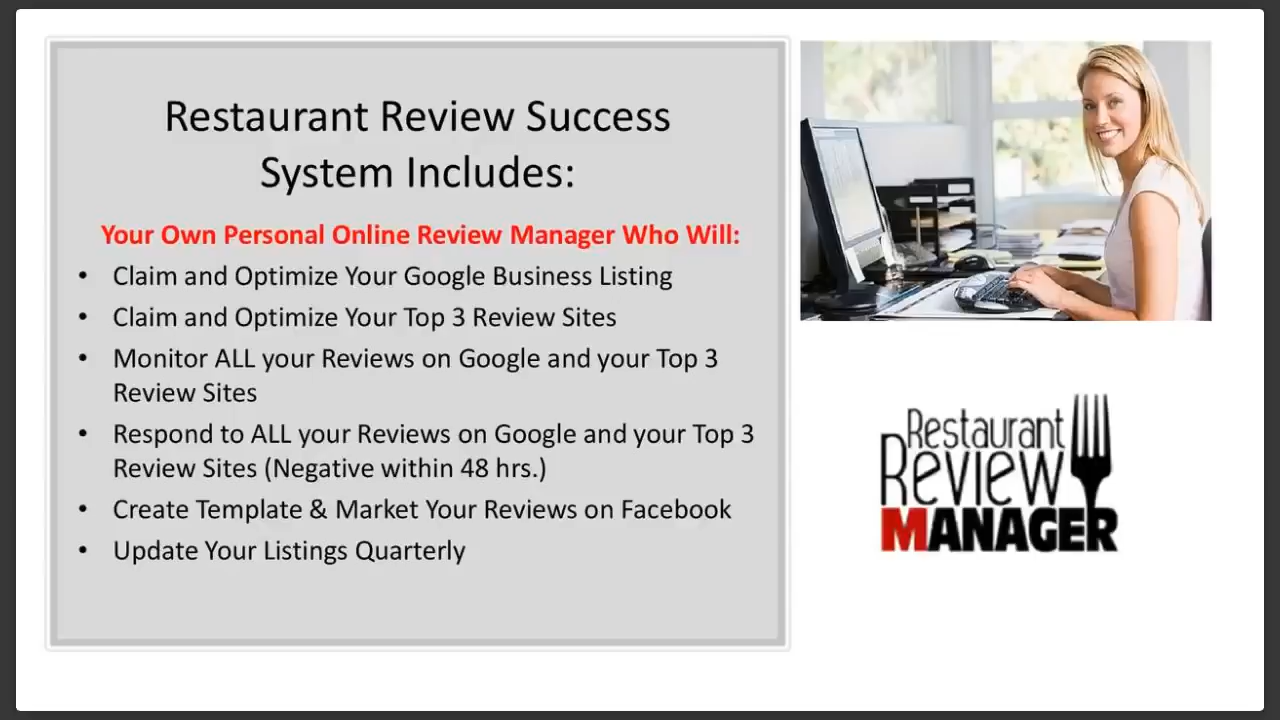 Restaurant Review Success
System Includes:
Your Own Personal Online Review Manager Who Will:
• Claim and Optimize Your Google Business Listing
• Claim and Optimize Your Top 3 Review Sites
• Monitor ALL your Reviews on Google and your Top 3
Review Sites
• Respond to ALL your Reviews on Google and your Top 3
Review Sites (Negative within 48 hrs.)
• Create Template & Market Your Reviews on Facebook
• Update Your Listings Quarterly
Restaurant
Review
MANAGER